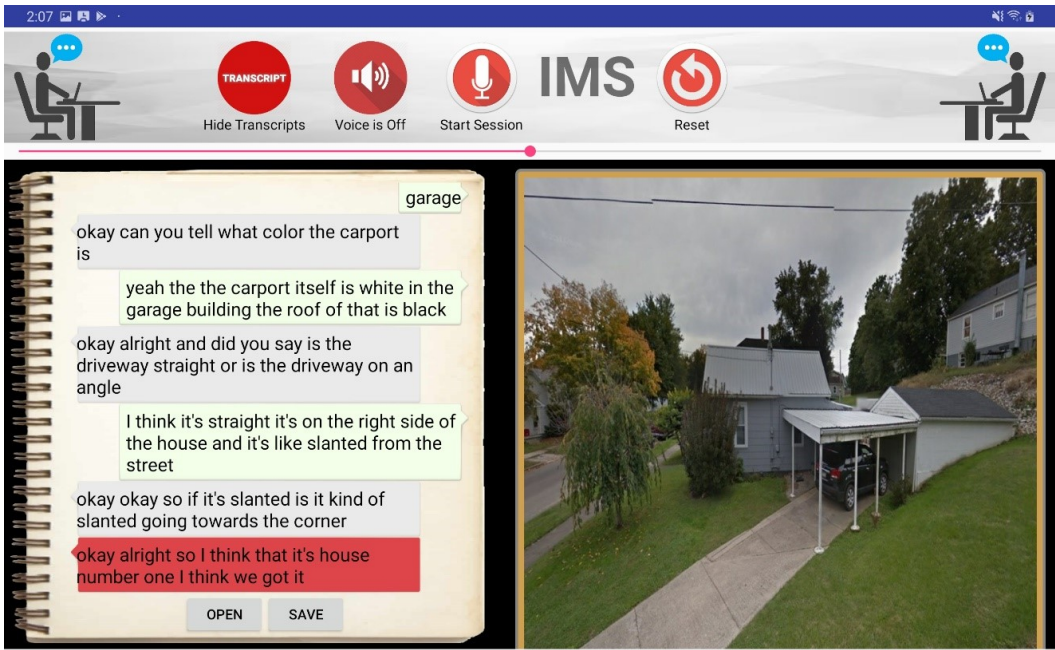 2:07
TRANSCRIPT
IMS
Hide Transcripts
Voice is Off
Start Session
Reset
garage
okay can you tell what color the carport
is
yeah the the carport itself is white in the
garage building the roof of that is black
okay alright and did you say is the
driveway straight or is the driveway on an
angle
I think it's straight it's on the right side of
the house and it's like slanted from the
street
okay okay so if it's slanted is it kind of
slanted going towards the corner
okay alright so I think that it's house
number one I think we got it
OPEN
SAVE